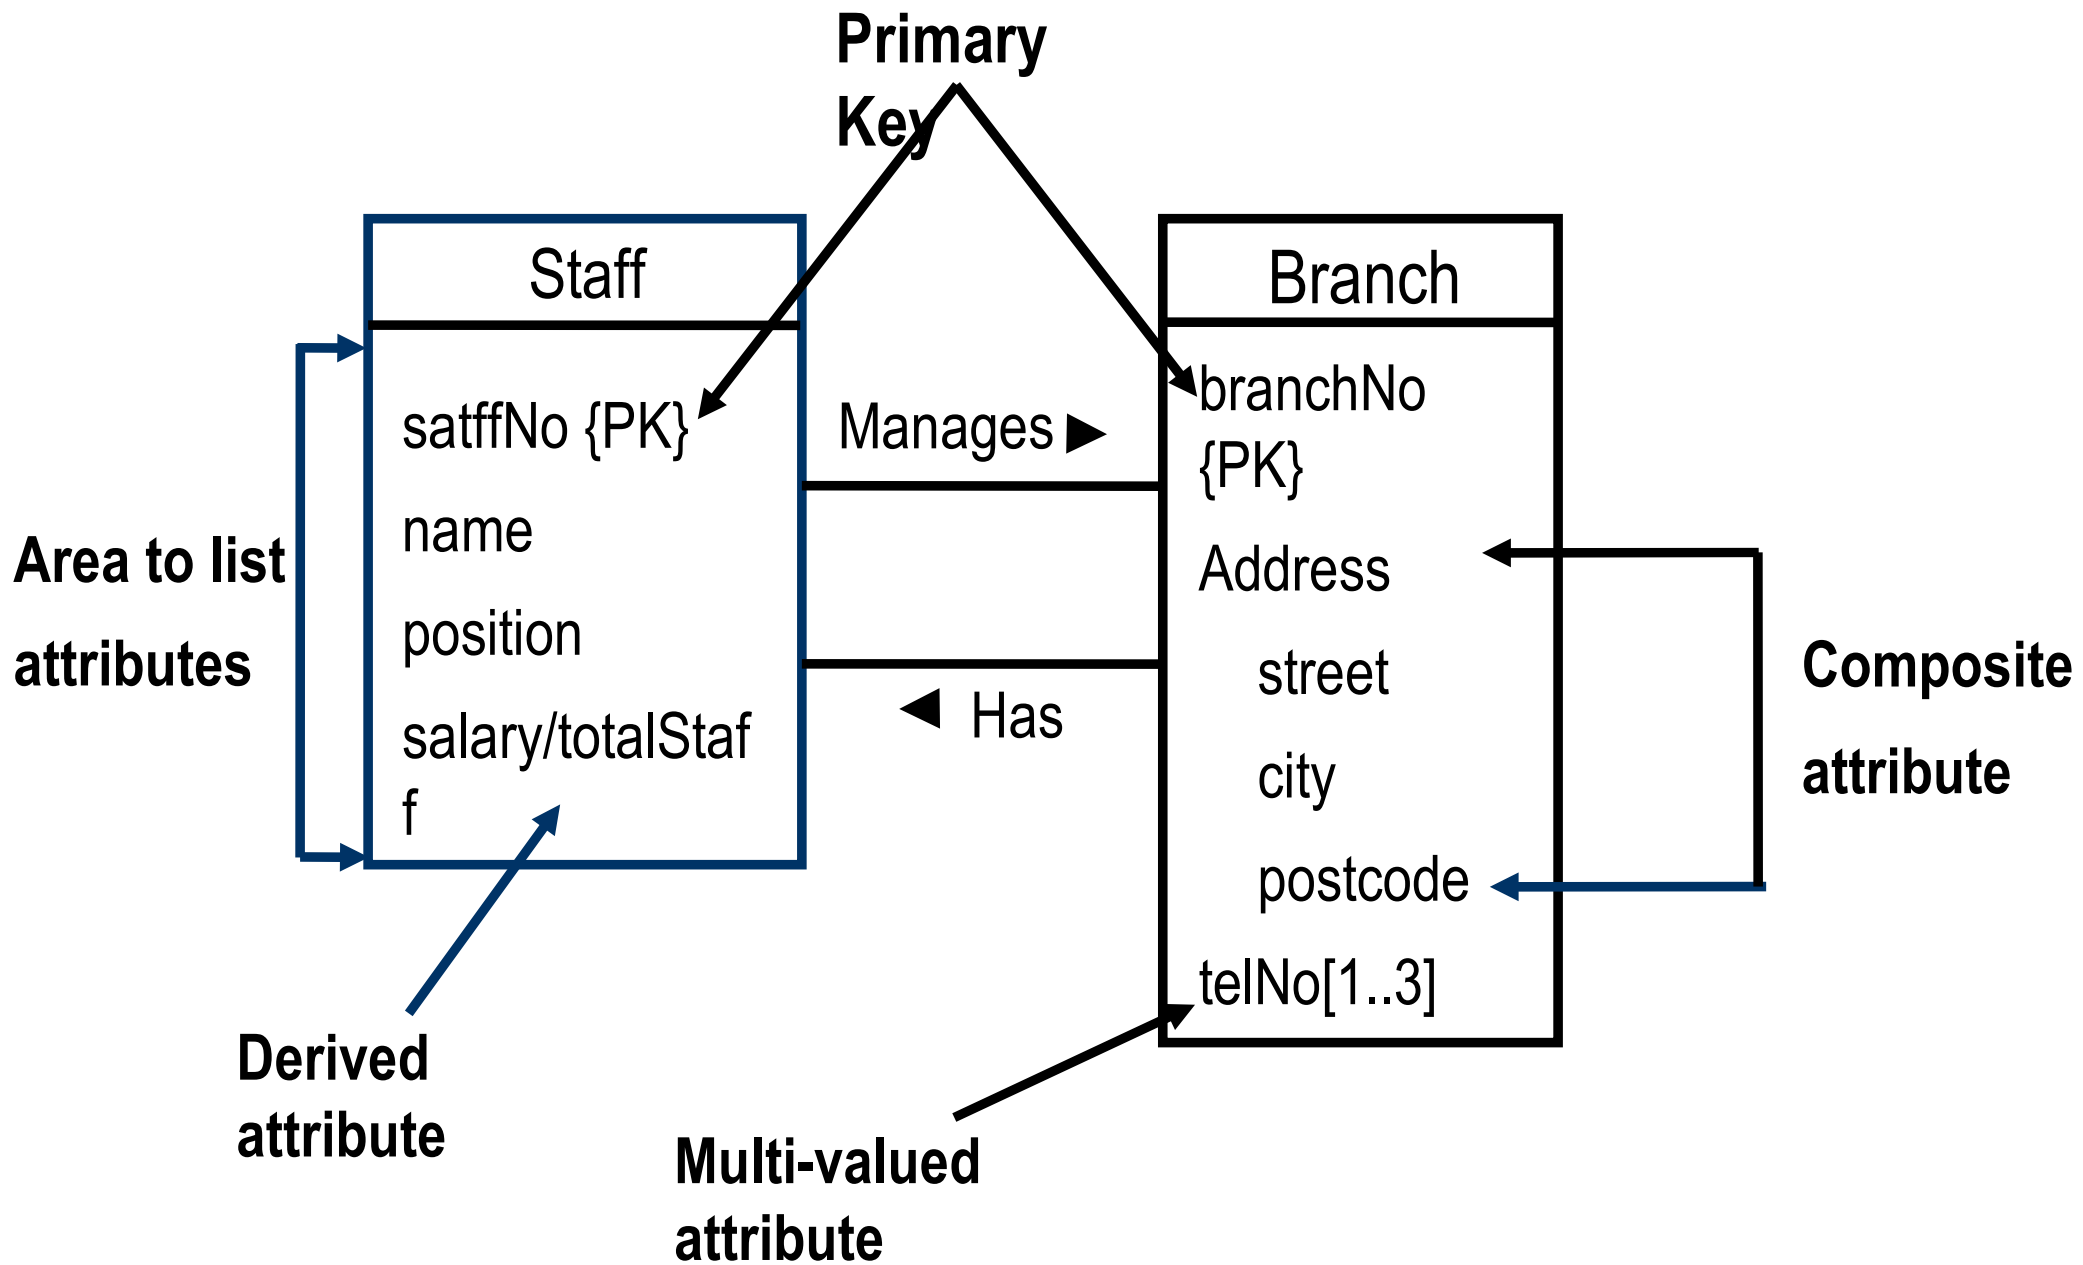 Primary
Key
Staff
satffNo {PK}
name
position
salary/totalStaf
f
Manages
Has
Branch
branchNo
{PK}
Address
street
city
postcode
telNo[1..3]
Area to list
attributes
Composite
attribute
Derived
attribute
Multi-valued
attribute